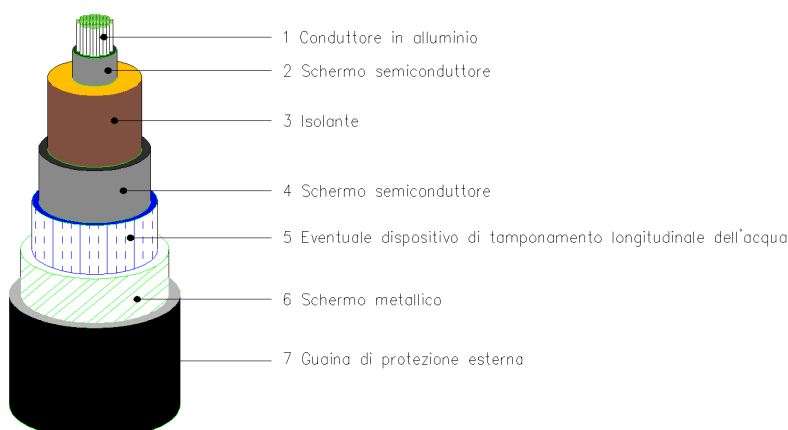 1 Conduttore in alluminio
2 Schermo semiconduttore
3 Isolante
4 Schermo semiconduttore
5 Eventuale dispositivo di tamponamento longitudinale dell'acqua
6 Schermo metallico
7 Guaina di protezione esterna